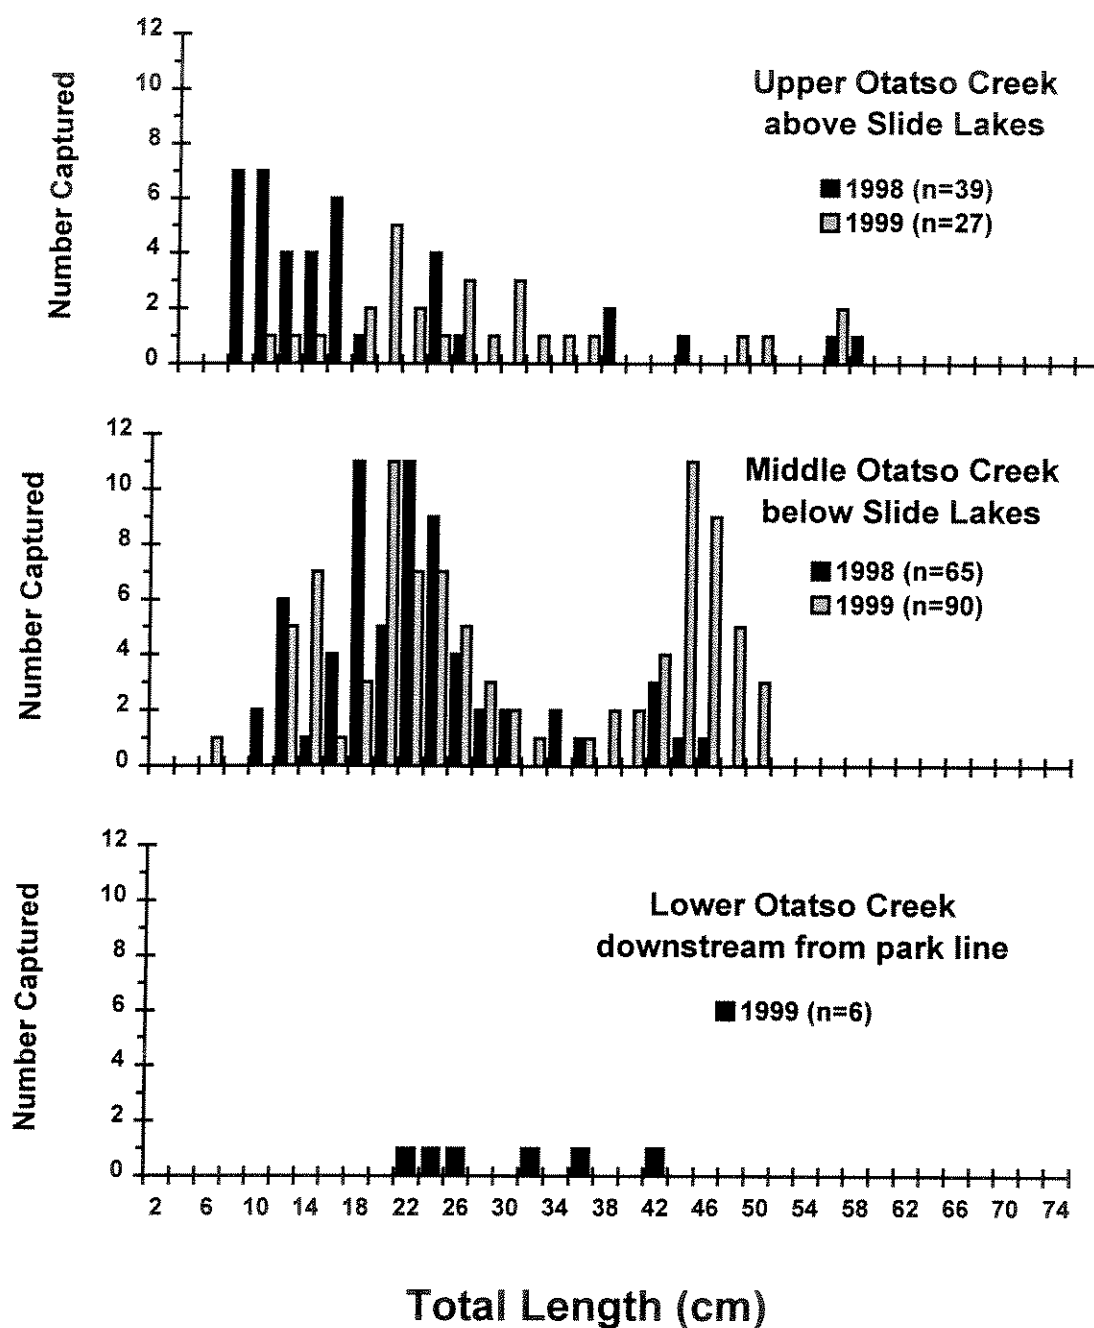 12
10
8
6
4
2
0
Number Captured
Upper Otatso Creek
above Slide Lakes
1998 (n=39)
1999 (n=27)
12
10
8
6
4
2
0
Number Captured
Middle Otatso Creek
below Slide Lakes
1998 (n=65)
1999 (n=90)
12
10
8
6
4
2
0
Number Captured
Lower Otatso Creek
downstream from park line
1999 (n=6)
2 6 10 14 18 22 26 30 34 38 42 46 50 54 58 62 66 70 74
Total Length (cm)